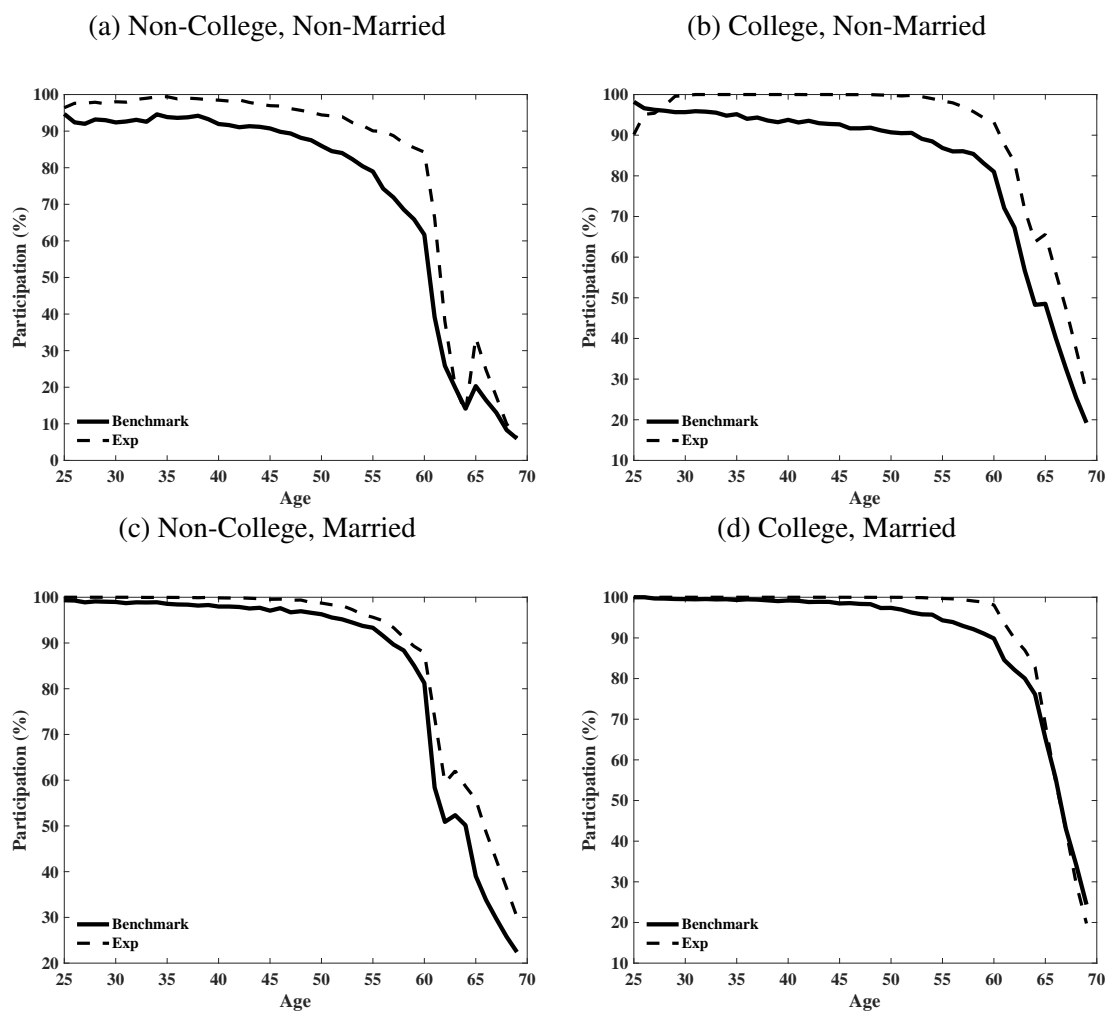 (a) Non-College, Non-Married
100
90
80
70
60
50
40
30
20
10
0
Participation (%)
Benchmark
Exp
25 30 35 40 45 50 55 60 65 70
Age
(b) College, Non-Married
100
90
80
70
60
50
40
30
20
10
Participation (%)
Benchmark
Exp
25 30 35 40 45 50 55 60 65 70
Age
(c) Non-College, Married
100
90
80
70
60
50
40
30
20
Participation (%)
Benchmark
Exp
25 30 35 40 45 50 55 60 65 70
Age
(d) College, Married
100
90
80
70
60
50
40
30
20
10
Participation (%)
Benchmark
Exp
25 30 35 40 45 50 55 60 65 70
Age